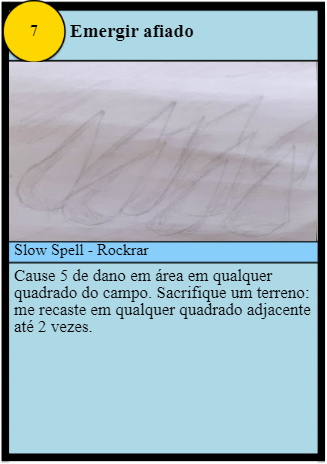 7
Emergir afiado
Slow Spell - Rockrar
Cause 5 de dano em área em qualquer
quadrado do campo. Sacrifique um terreno:
me recaste em qualquer quadrado adjacente
até 2 vezes.